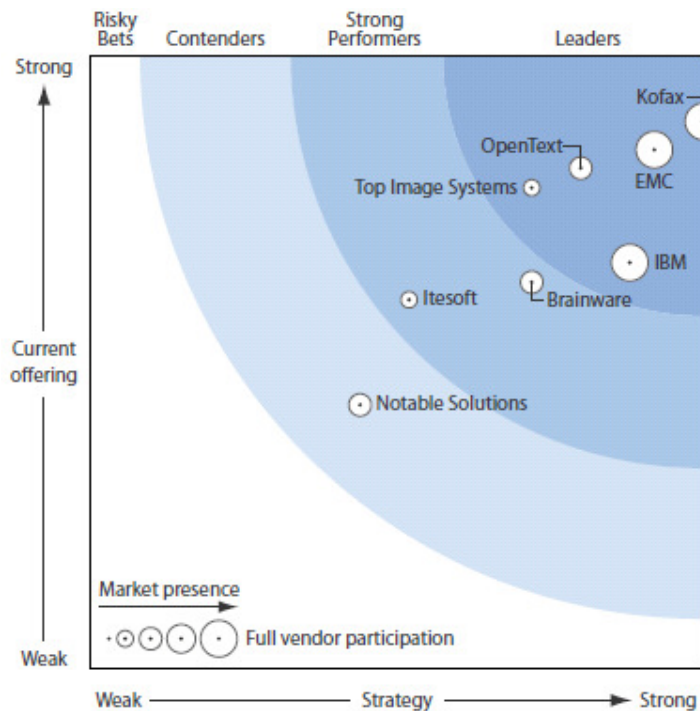 Risky
Bets
Contenders
Strong
Performers
Leaders
Strong
Kofax
OpenText
EMC
Top Image Systems
IBM
Itesoft
Brainware
Current
offering
Notable Solutions
Market presence
Full vendor participation
Weak
Weak
Strategy
Strong